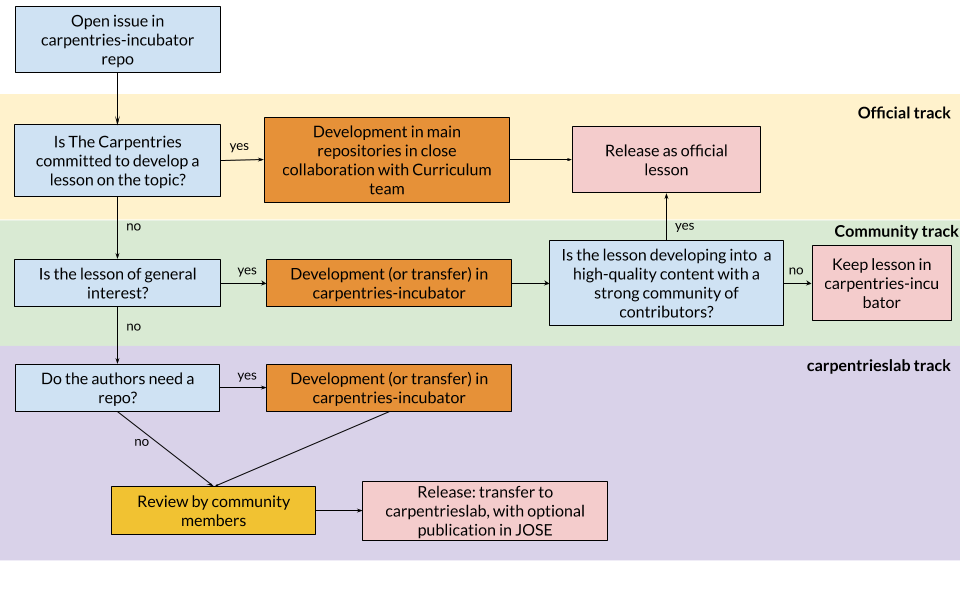 Open issue in
carpentries-incubator
repo
Official track
Is The Carpentries
committed to develop a
lesson on the topic?
yes
Development in main
repositories in close
collaboration with Curriculum
team
Release as official
lesson
no
yes
Community track
Is the lesson of general
interest?
yes
Development (or transfer) in
carpentries-incubator
Is the lesson developing into a
high-quality content with a
strong community of
contributors?
no
Keep lesson in
carpentries-incu
bator
no
carpentrieslab track
Do the authors need a
repo?
yes
Development (or transfer) in
carpentries-incubator
no
Review by community
members
Release: transfer to
carpentrieslab, with optional
publication in JOSE